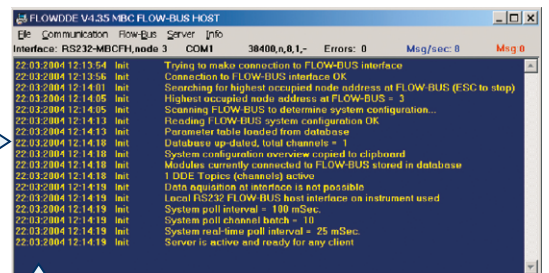 FLOWDDE V4.35 MBC FLOW-BUS HOST
File Communication Flow-Bus Server Info
Interface: RS232-MBCFH,node 3 COM1 38400,n,8,1,- Errors: 0 Msg/sec: 8 Msg 0
22:03:2004 12:13:54 Init Trying to make connection to FLOW-BUS interface
22:03:2004 12:13:56 Init Connection to FLOW-BUS interface OK
22:03:2004 12:14:01 Init Searching for highest occupied node address at FLOW-BUS (ESC to stop)
22:03:2004 12:14:05 Init Highest occupied node address at FLOW-BUS = 3
22:03:2004 12:14:05 Init Scanning FLOW-BUS to determine system configuration...
22:03:2004 12:14:13 Init Reading FLOW-BUS system configuration OK
22:03:2004 12:14:13 Init Parameter table loaded from database
22:03:2004 12:14:18 Init Database up-dated, total channels = 1
22:03:2004 12:14:18 Init System configuration overview copied to clipboard
22:03:2004 12:14:18 Init Modules currently connected to FLOW-BUS stored in database
22:03:2004 12:14:18 Init 1 DDE Topics (channels) active
22:03:2004 12:14:19 Init Data aquisition at interface is not possible
22:03:2004 12:14:19 Init Local RS232 FLOW-BUS host interface on instrument used
22:03:2004 12:14:19 Init System poll interval = 100 mSec.
22:03:2004 12:14:19 Init System poll channel batch = 10
22:03:2004 12:14:19 Init System real-time poll interval = 25 mSec.
22:03:2004 12:14:19 Init Server is active and ready for any client